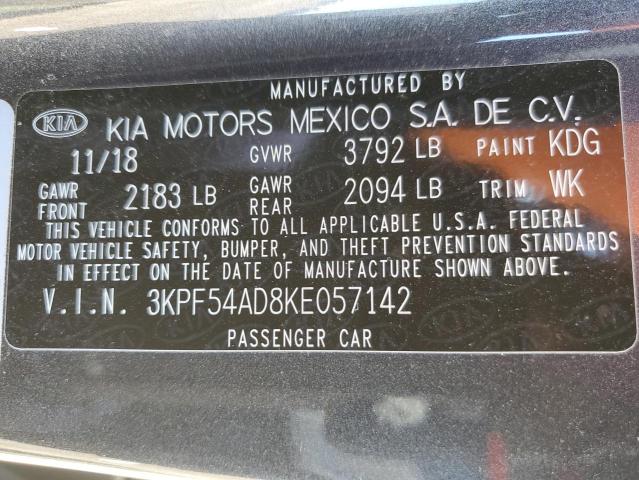 MANUFACTURED BY
KIA KIA MOTORS MEXICO S.A. DE C.V.
11/18 GVWR 3792 LB PAINT KDG
GAWR FRONT 2183 LB GAWR REAR 2094 LB TRIM WK
THIS VEHICLE CONFORMS TO ALL APPLICABLE U.S.A. FEDERAL
MOTOR VEHICLE SAFETY, BUMPER, AND THEFT PREVENTION STANDARDS
IN EFFECT ON THE DATE OF MANUFACTURE SHOWN ABOVE.
V.I.N. 3KPF54AD8KE057142
PASSENGER CAR